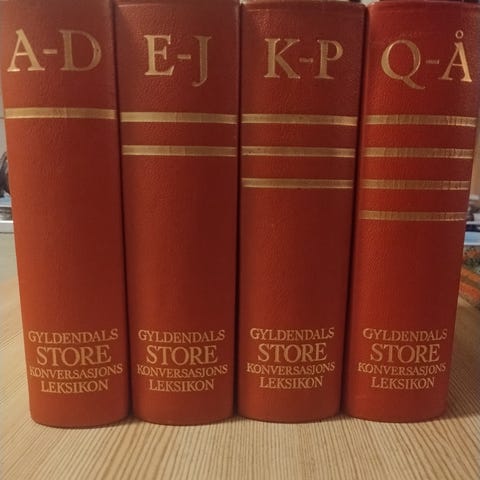 A-D
GYLDENDALS
STORE
KONVERSASJONS
LEKSIKON
E-J
GYLDENDALS
STORE
KONVERSASJONS
LEKSIKON
K-P
GYLDENDALS
STORE
KONVERSASJONS
LEKSIKON
Q-Å
GYLDENDALS
STORE
KONVERSASJONS
LEKSIKON